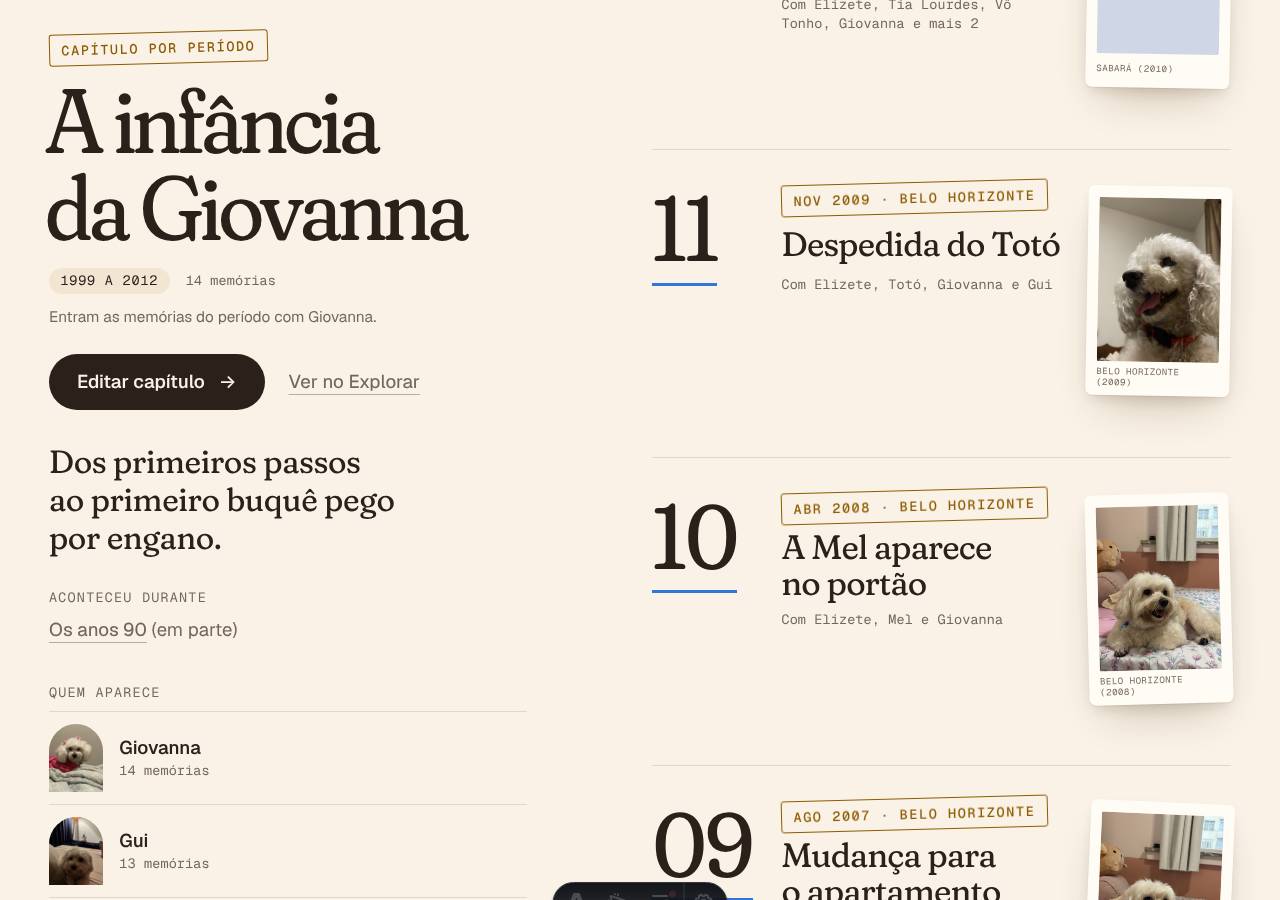 CAPÍTULO POR PERÍODO
A infância
da Giovanna
1999 A 2012
14 memórias
Entram as memórias do período com Giovanna.
Editar capítulo →
Ver no Explorar
Dos primeiros passos
ao primeiro buquê pego
por engano.
ACONTECEU DURANTE
Os anos 90 (em parte)
QUEM APARECE
Giovanna
14 memórias
Gui
13 memórias
Com Elizete, Tia Lourdes, Vô
Tonho, Giovanna e mais 2
SABARÁ (2010)
11
NOV 2009 · BELO HORIZONTE
Despedida do Totó
Com Elizete, Totó, Giovanna e Gui
BELO HORIZONTE
(2009)
10
ABR 2008 · BELO HORIZONTE
A Mel aparece
no portão
Com Elizete, Mel e Giovanna
BELO HORIZONTE
(2008)
09
AGO 2007 · BELO HORIZONTE
Mudança para
o apartamento